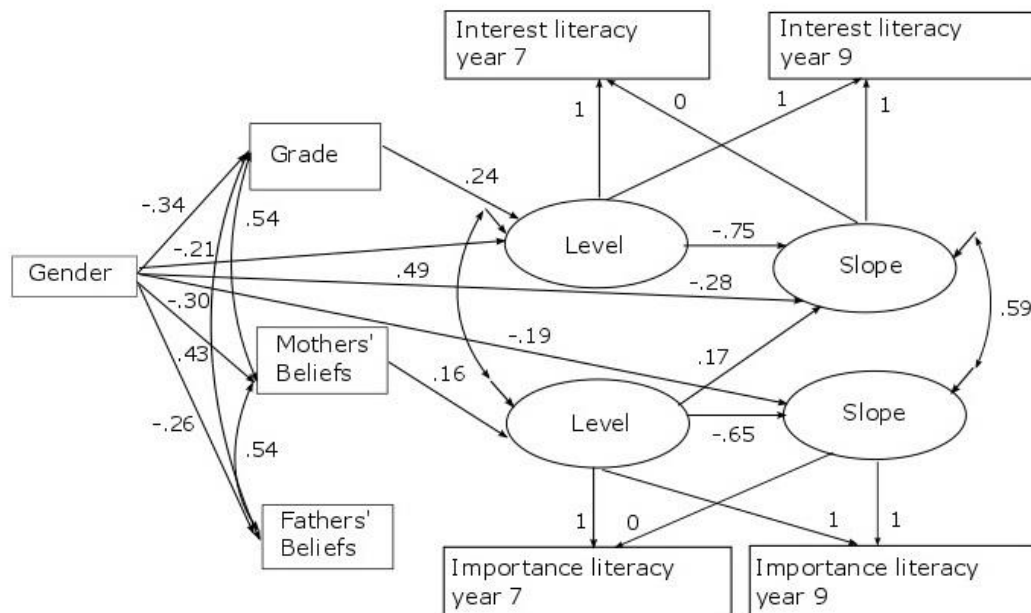 Interest literacy
year 7
Interest literacy
year 9
1
0
1
1
Grade
.24
-.34
.54
Level
-.75
Slope
-.21
Gender
.49
-.28
.59
-.30
-.19
Mothers'
Beliefs
.17
.43
.16
Level
Slope
-.65
-.26
.54
Fathers'
Beliefs
1
0
1
1
Importance literacy
year 7
Importance literacy
year 9